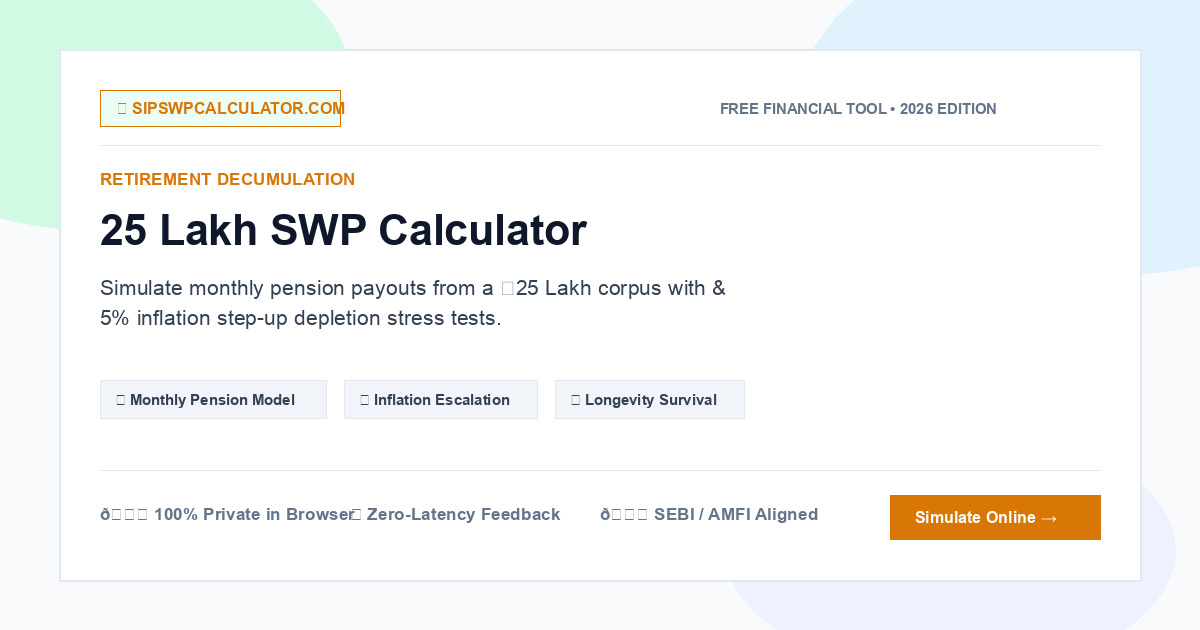 □ SIPSWPCALCULATOR.COM
FREE FINANCIAL TOOL • 2026 EDITION
RETIREMENT DECUMULATION
25 Lakh SWP Calculator
Simulate monthly pension payouts from a □25 Lakh corpus with &
5% inflation step-up depletion stress tests.
□ Monthly Pension Model
□ Inflation Escalation
□ Longevity Survival
ð□□□ 100% Private in Browser
□ Zero-Latency Feedback
ð□□□ SEBI / AMFI Aligned
Simulate Online →